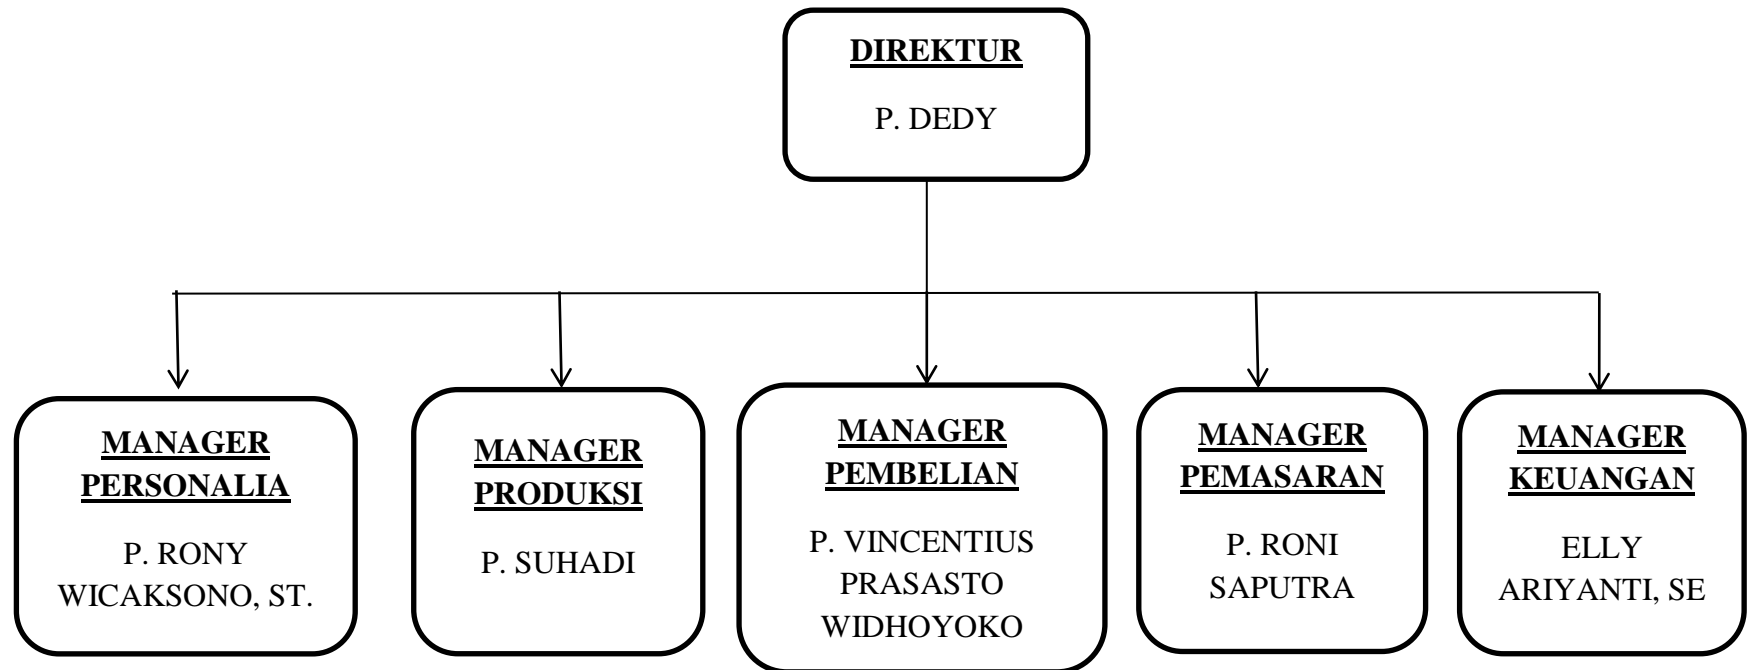 DIREKTUR
P. DEDY
MANAGER
PERSONALIA
P. RONY
WICAKSONO, ST.
MANAGER
PRODUKSI
P. SUHADI
MANAGER
PEMBELIAN
P. VINCENTIUS
PRASASTO
WIDHOYOKO
MANAGER
PEMASARAN
P. RONI
SAPUTRA
MANAGER
KEUANGAN
ELLY
ARIYANTI, SE